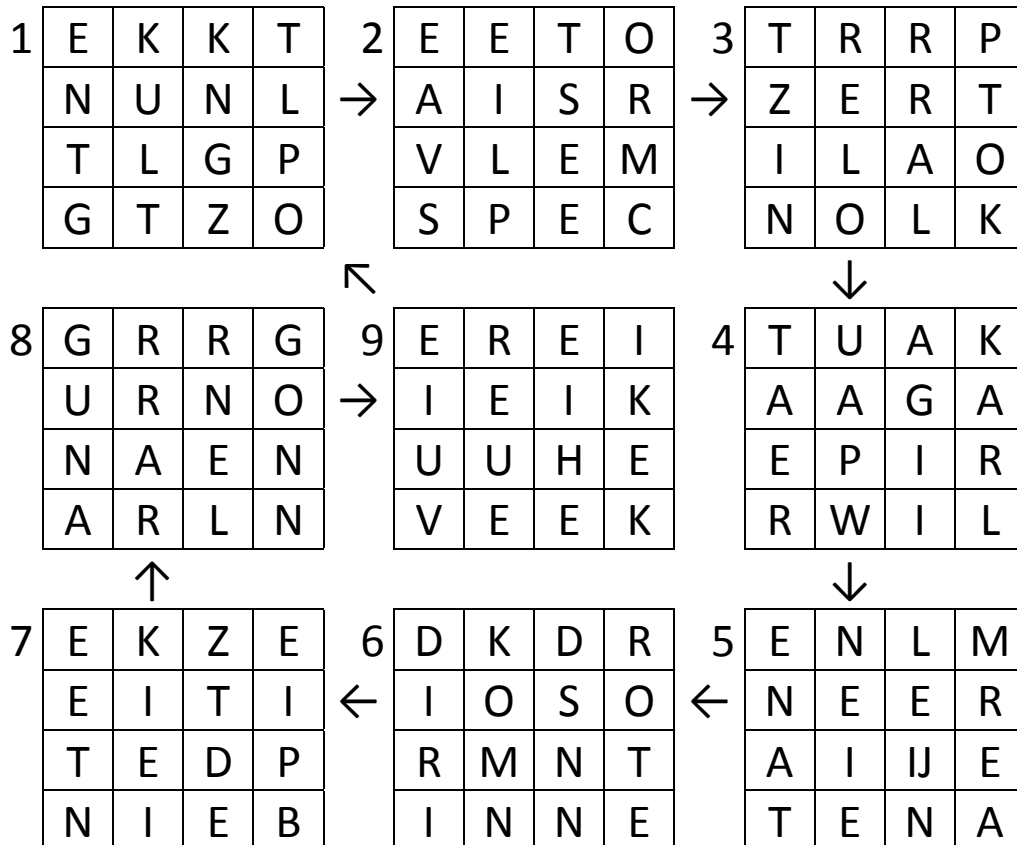 1 E K K T 2 E E T O 3 T R R P
N U N L → A I S R → Z E R T
T L G P V L E M I L A O
G T Z O S P E C N O L K
↖ ↓
8 G R R G 9 E R E I 4 T U A K
U R N O → I E I K A A G A
N A E N U U H E E P I R
A R L N V E E K R W I L
↑ ↓
7 E K Z E 6 D K D R 5 E N L M
E I T I ← I O S O ← N E E R
T E D P R M N T A I IJ E
N I E B I N N E T E N A